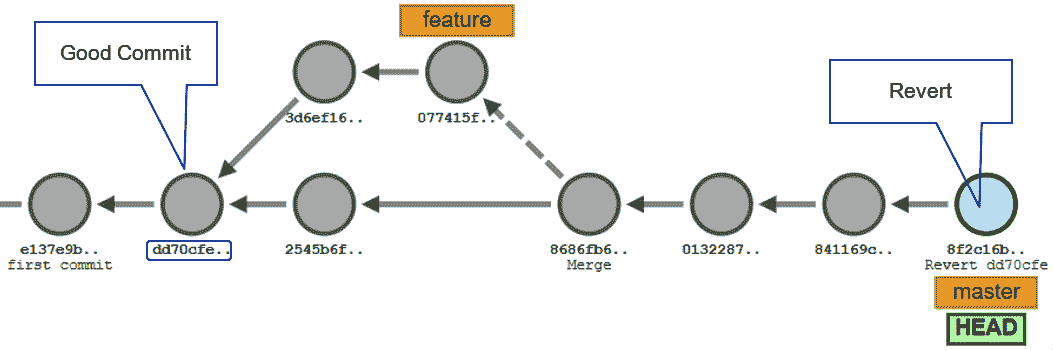 feature
Good Commit
Revert
3d6ef16..
077415f..
e137e9b..
first commit
dd70cfe..
2545b6f..
8686fb6..
Merge
0132287..
841169c..
8f2c16b..
Revert dd70cfe
master
HEAD